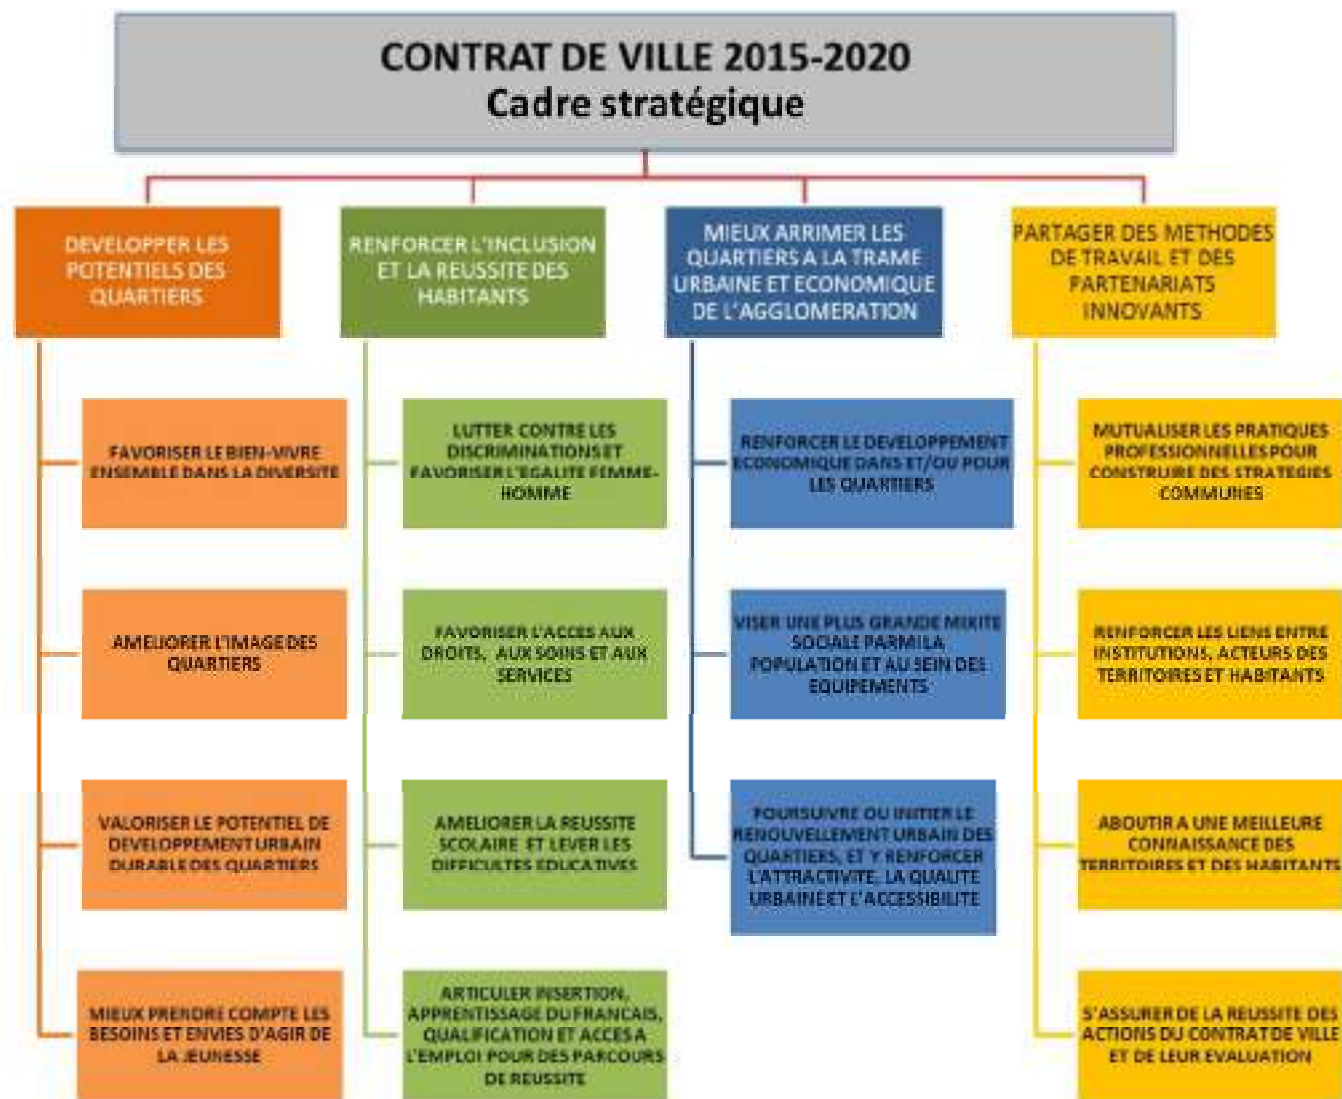 CONTRAT DE VILLE 2015-2020
Cadre stratégique
DEVELOPPER LES
POTENTIELS DES
QUARTIERS
RENFORCER L'INCLUSION
ET LA REUSSITE DES
HABITANTS
MIEUX ARRIMER LES
QUARTIERS A LA TRAME
URBAINE ET ECONOMIQUE
DE L'AGGLOMERATION
PARTAGER DES METHODES
DE TRAVAIL ET DES
PARTENARIATS
INNOVANTS
FAVORISER LE BIEN-VIVRE
ENSEMBLE DANS LA DIVERSITE
AMELIORER L'IMAGE DES
QUARTIERS
VALORISER LE POTENTIEL DE
DEVELOPPEMENT URBAIN
DURABLE DES QUARTIERS
MIEUX PRENDRE COMPTE LES
BESOINS ET ENVIES D'AGIR DE
LA JEUNESSE
LUTTER CONTRE LES
DISCRIMINATIONS ET
FAVORISER L'EGALITE FEMME-
HOMME
FAVORISER L'ACCES AUX
DROITS, AUX SOINS ET AUX
SERVICES
AMELIORER LA REUSSITE
SCOLAIRE ET LEVER LES
DIFFICULTES EDUCATIVES
ARTICULER INSERTION,
APPRENTISSAGE DU FRANCAIS,
QUALIFICATION ET ACCES A
L'EMPLOI POUR DES PARCOURS
DE REUSSITE
RENFORCER LE DEVELOPPEMENT
ECONOMIQUE DANS ET/OU POUR
LES QUARTIERS
VISER UNE PLUS GRANDE MIXITE
SOCIALE PARMI LA
POPULATION ET AU SEIN DES
EQUIPEMENTS
POURSUIVRE OU INITIER LE
RENOUVELLEMENT URBAIN DES
QUARTIERS, ET Y RENFORCER
L'ATTRACTIVITE, LA QUALITE
URBAINE ET L'ACCESSIBILITE
MUTUALISER LES PRATIQUES
PROFESSIONNELLES POUR
CONSTRUIRE DES STRATEGIES
COMMUNES
RENFORCER LES LIENS ENTRE
INSTITUTIONS, ACTEURS DES
TERRITOIRES ET HABITANTS
ABOUTIR A UNE MEILLEURE
CONNAISSANCE DES
TERRITOIRES ET DES HABITANTS
S'ASSURER DE LA REUSSITE DES
ACTIONS DU CONTRAT DE VILLE
ET DE LEUR EVALUATION